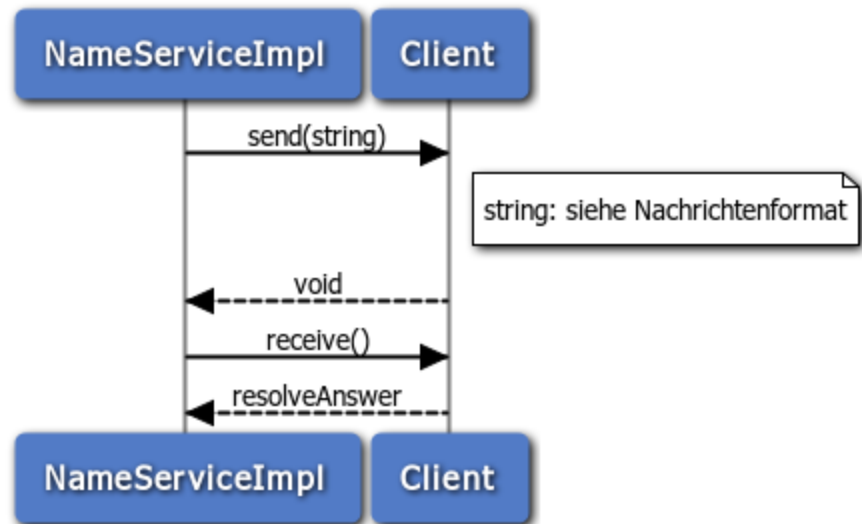 NameServiceImpl
Client
send(string)
string: siehe Nachrichtenformat
void
receive()
resolveAnswer
NameServiceImpl
Client